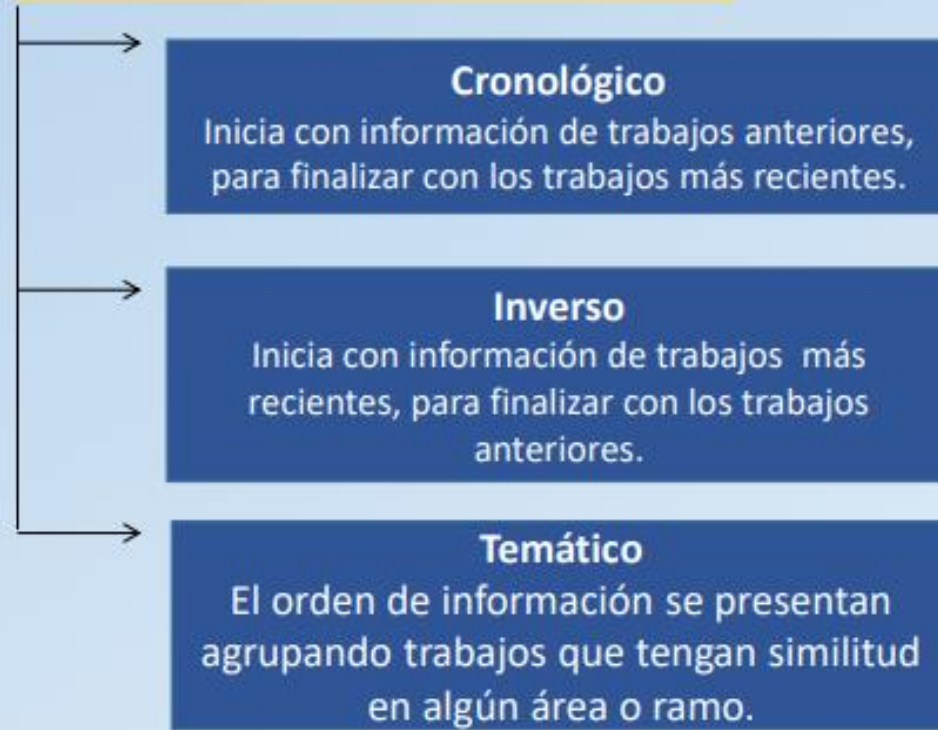 Cronológico
Inicia con información de trabajos anteriores,
para finalizar con los trabajos más recientes.
Inverso
Inicia con información de trabajos  más
recientes, para finalizar con los trabajos
anteriores.
Temático
El orden de información se presentan
agrupando trabajos que tengan similitud
en algún área o ramo.